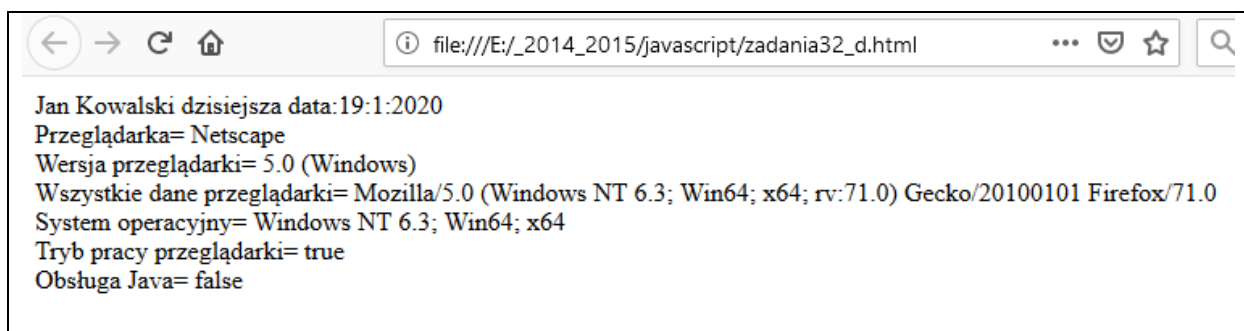 file:///E:/_2014_2015/javascript/zadania32_d.html
Jan Kowalski dzisiejsza data:19:1:2020
Przeglądarka= Netscape
Wersja przeglądarki= 5.0 (Windows)
Wszystkie dane przeglądarki= Mozilla/5.0 (Windows NT 6.3; Win64; x64; rv:71.0) Gecko/20100101 Firefox/71.0
System operacyjny= Windows NT 6.3; Win64; x64
Tryb pracy przeglądarki= true
Obsługa Java= false